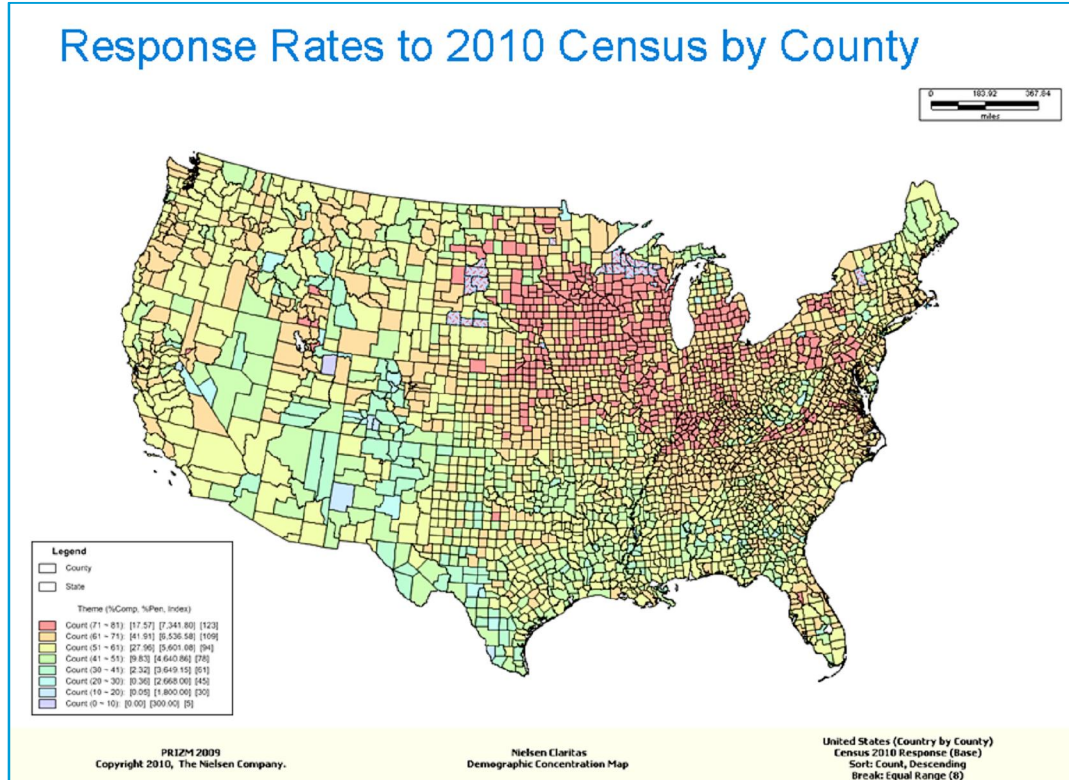 Response Rates to 2010 Census by County
0 183.92 367.84
miles
Legend
County
State
Theme (%Comp, %Pen, Index)
Count (71 ~ 81): [17.57] [7,341.80] [123]
Count (61 ~ 71): [41.91] [6,536.58] [109]
Count (51 ~ 61): [27.96] [5,601.08] [94]
Count (41 ~ 51): [9.83] [4,640.86] [78]
Count (30 ~ 41): [2.32] [3,649.15] [61]
Count (20 ~ 30): [0.36] [2,668.00] [45]
Count (10 ~ 20): [0.05] [1,800.00] [30]
Count (0 ~ 10): [0.00] [300.00] [5]
PRIZM 2009
Copyright 2010, The Nielsen Company.
Nielsen Claritas
Demographic Concentration Map
United States (Country by County)
Census 2010 Response (Base)
Sort: Count, Descending
Break: Equal Range (8)